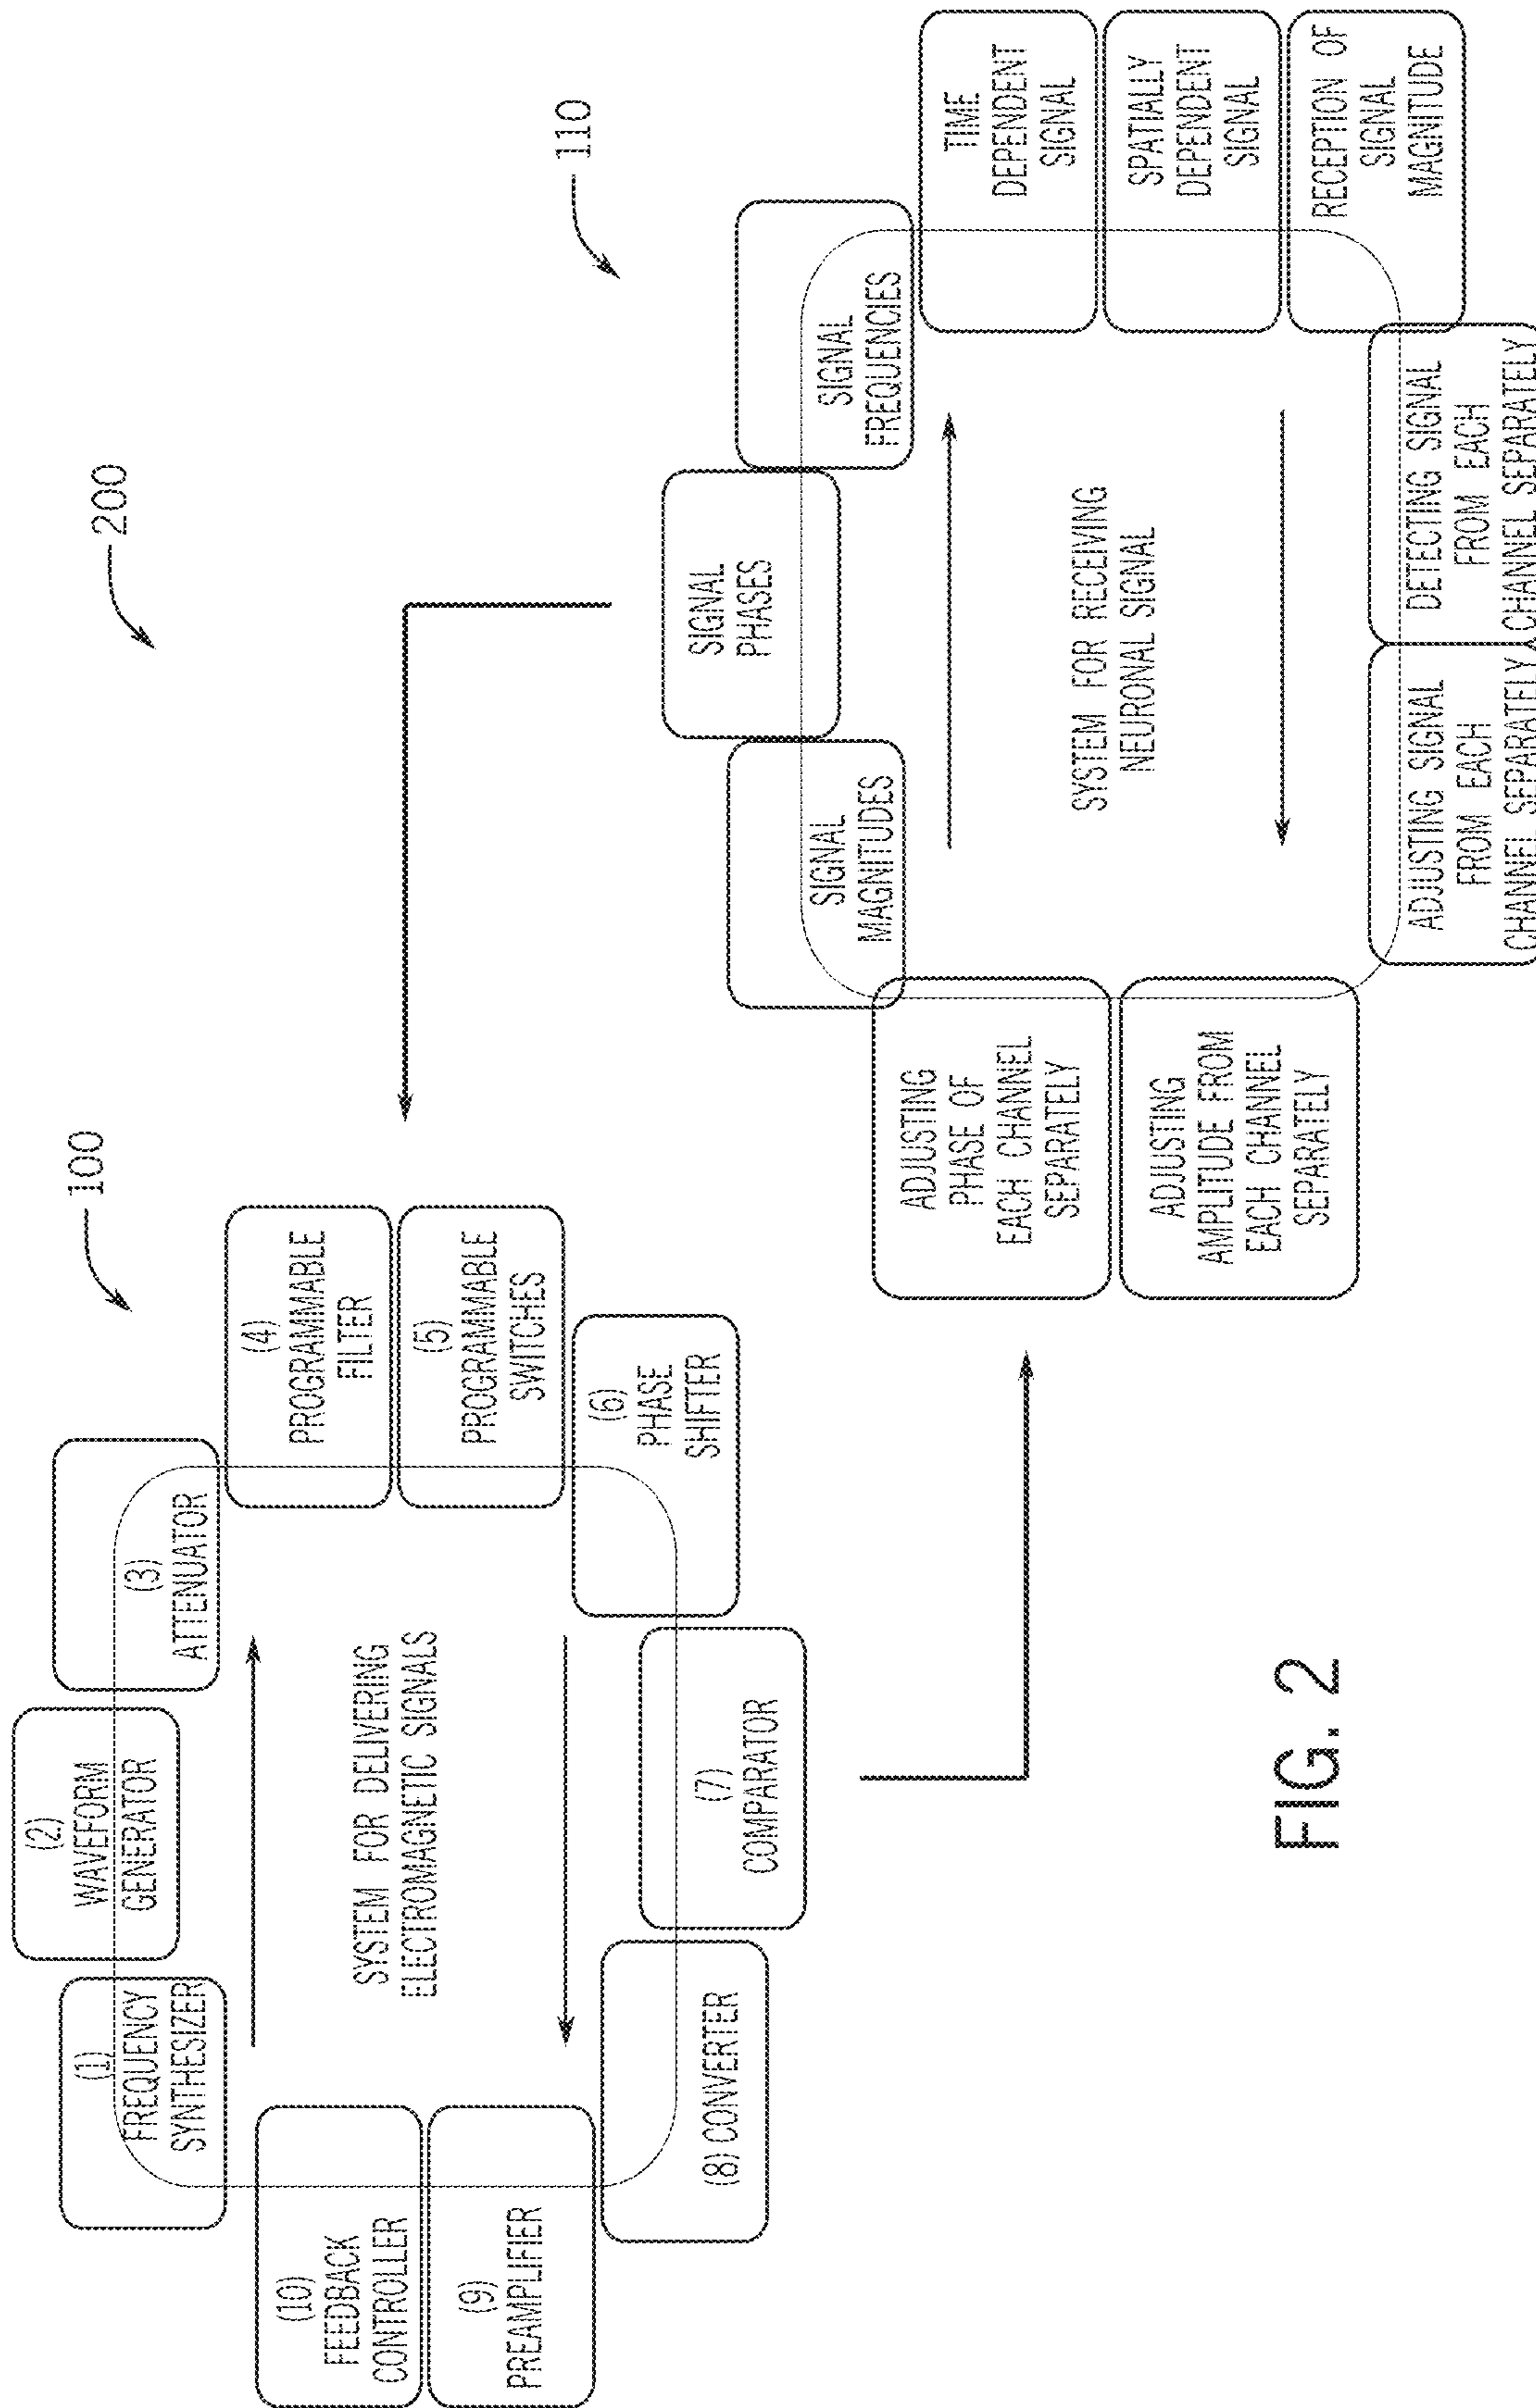 200
100
(1)
FREQUENCY
SYNTHESIZER
(2)
WAVEFORM
GENERATOR
(3)
ATTENUATOR
(4)
PROGRAMMABLE
FILTER
(5)
PROGRAMMABLE
SWITCHES
(6)
PHASE
SHIFTER
(7)
COMPARATOR
(8) CONVERTER
(9)
PREAMPLIFIER
(10)
FEEDBACK
CONTROLLER
SYSTEM FOR DELIVERING
ELECTROMAGNETIC SIGNALS
110
SIGNAL
MAGNITUDES
SIGNAL
PHASES
SIGNAL
FREQUENCIES
TIME
DEPENDENT
SIGNAL
SPATIALLY
DEPENDENT
SIGNAL
RECEPTION OF
SIGNAL
MAGNITUDE
DETECTING SIGNAL
FROM EACH
CHANNEL SEPARATELY
ADJUSTING SIGNAL
FROM EACH
CHANNEL SEPARATELY
ADJUSTING
AMPLITUDE FROM
EACH CHANNEL
SEPARATELY
ADJUSTING
PHASE OF
EACH CHANNEL
SEPARATELY
SYSTEM FOR RECEIVING
NEURONAL SIGNAL
FIG. 2